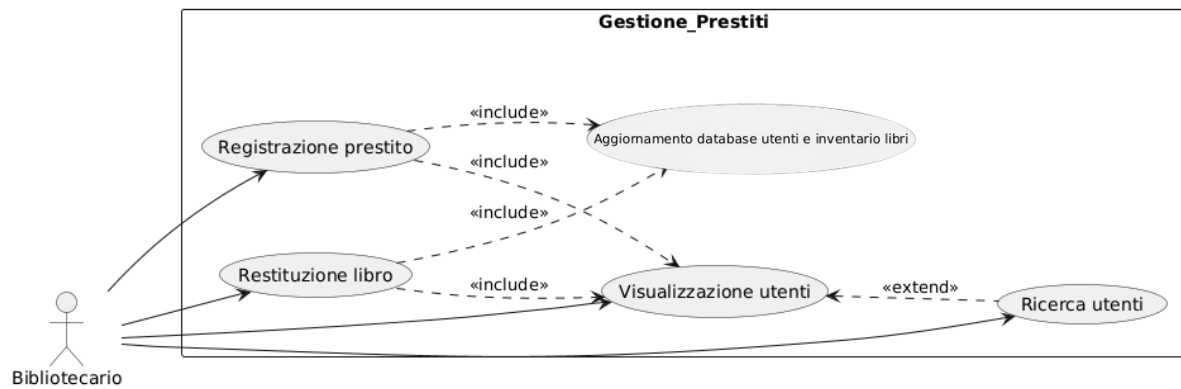 Gestione_Prestiti
«include»
Registrazione prestito
Aggiornamento database utenti e inventario libri
«include»
«include»
Restituzione libro
«include»
Visualizzazione utenti
«extend»
Ricerca utenti
Bibliotecario